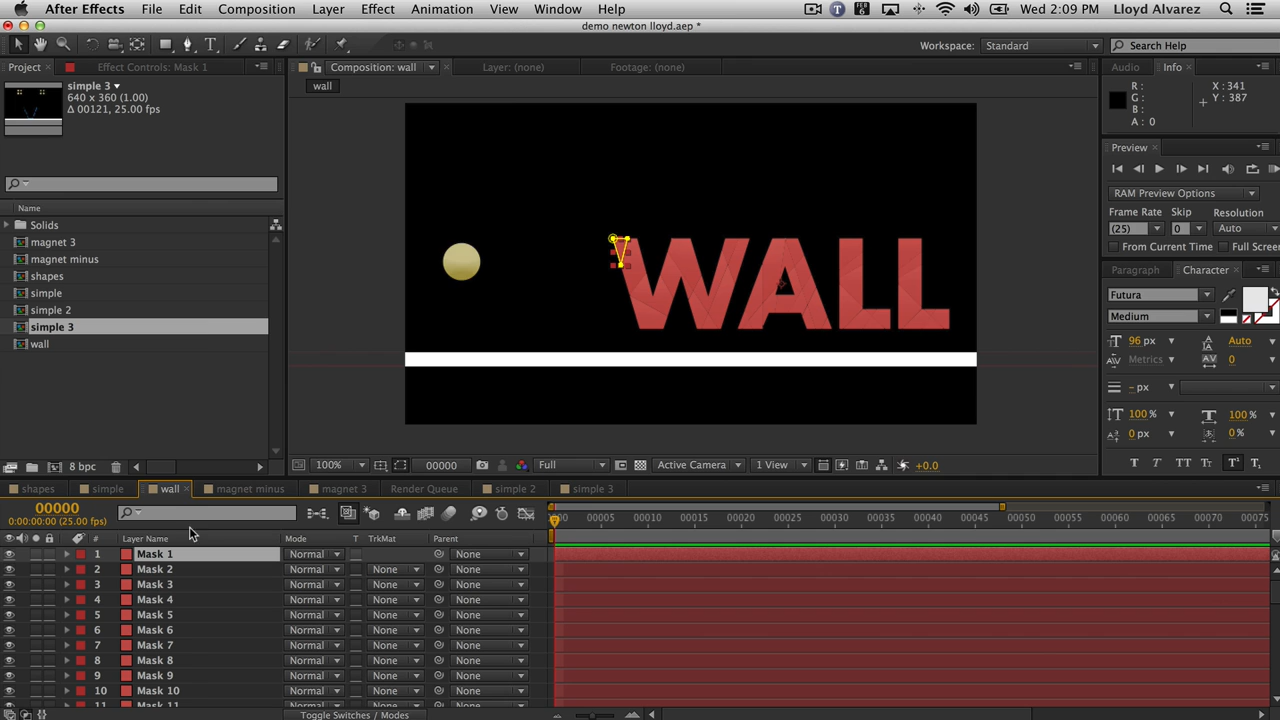 After Effects File Edit Composition Layer Effect Animation View Window Help T 8 FEB 6 Wed 2:09 PM Lloyd Alvarez
demo newton lloyd.aep *
T Workspace: Standard Search Help
Project Effect Controls: Mask 1 Composition: wall Layer: (none) Footage: (none) Audio Info
simple 3
640 x 360 (1.00)
Δ 00121, 25.00 fps
wall
R: X: 341
G: Y: 387
B:
A: 0
Preview
RAM Preview Options
Frame Rate Skip Resolution
(25) 0 Auto
From Current Time Full Screen
Name
Solids
magnet 3
magnet minus
shapes
simple
simple 2
simple 3
wall
WALL
Paragraph Character
Futura
Medium
96 px Auto
Metrics 0
- px
100 % 100 %
0 px 0 %
T T TT Tr T¹ T₁
8 bpc 100% 00000 Full Active Camera 1 View +0.0
shapes simple wall magnet minus magnet 3 Render Queue simple 2 simple 3
00000
0:00:00:00 (25.00 fps)
00 00005 00010 00015 00020 00025 00030 00035 00040 00045 00050 00055 00060 00065 00070 00075
# Layer Name Mode T TrkMat Parent
1 Mask 1 Normal None
2 Mask 2 Normal None None
3 Mask 3 Normal None None
4 Mask 4 Normal None None
5 Mask 5 Normal None None
6 Mask 6 Normal None None
7 Mask 7 Normal None None
8 Mask 8 Normal None None
9 Mask 9 Normal None None
10 Mask 10 Normal None None
11 Mask 11 Normal None None
Toggle Switches / Modes